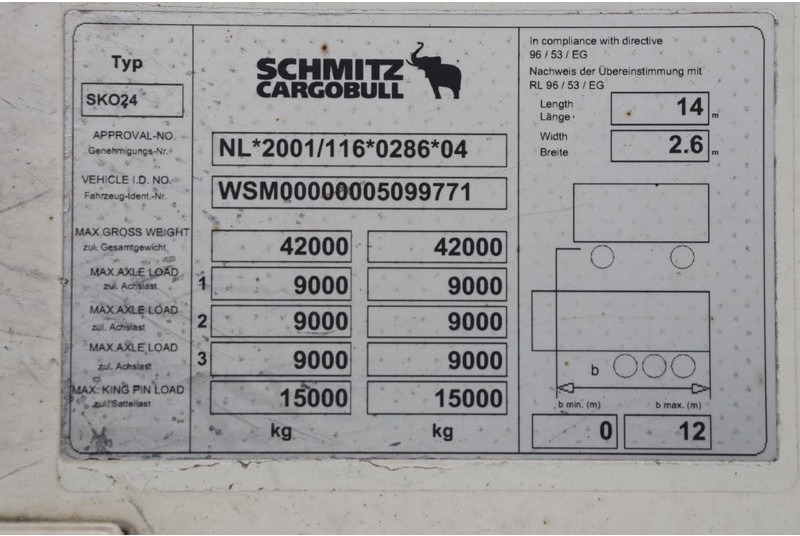 Typ
SKO24
SCHMITZ
CARGOBULL
APPROVAL-NO.
Genehmigungs-Nr.
NL*2001/116*0286*04
VEHICLE I.D. NO.
Fahrzeug-Ident.-Nr.
WSM00000005099771
MAX.GROSS WEIGHT
zul. Gesamtgewicht
42000 42000
MAX.AXLE LOAD
zul. Achslast
1 9000 9000
MAX.AXLE LOAD
zul. Achslast
2 9000 9000
MAX.AXLE LOAD
zul. Achslast
3 9000 9000
MAX. KING PIN LOAD
zul. Sattellast
15000 15000
kg kg
In compliance with directive
96 / 53 / EG
Nachweis der Übereinstimmung mit
RL 96 / 53 / EG
Length
Länge
14 m
Width
Breite
2.6 m
b
b min. (m) b max. (m)
0 12